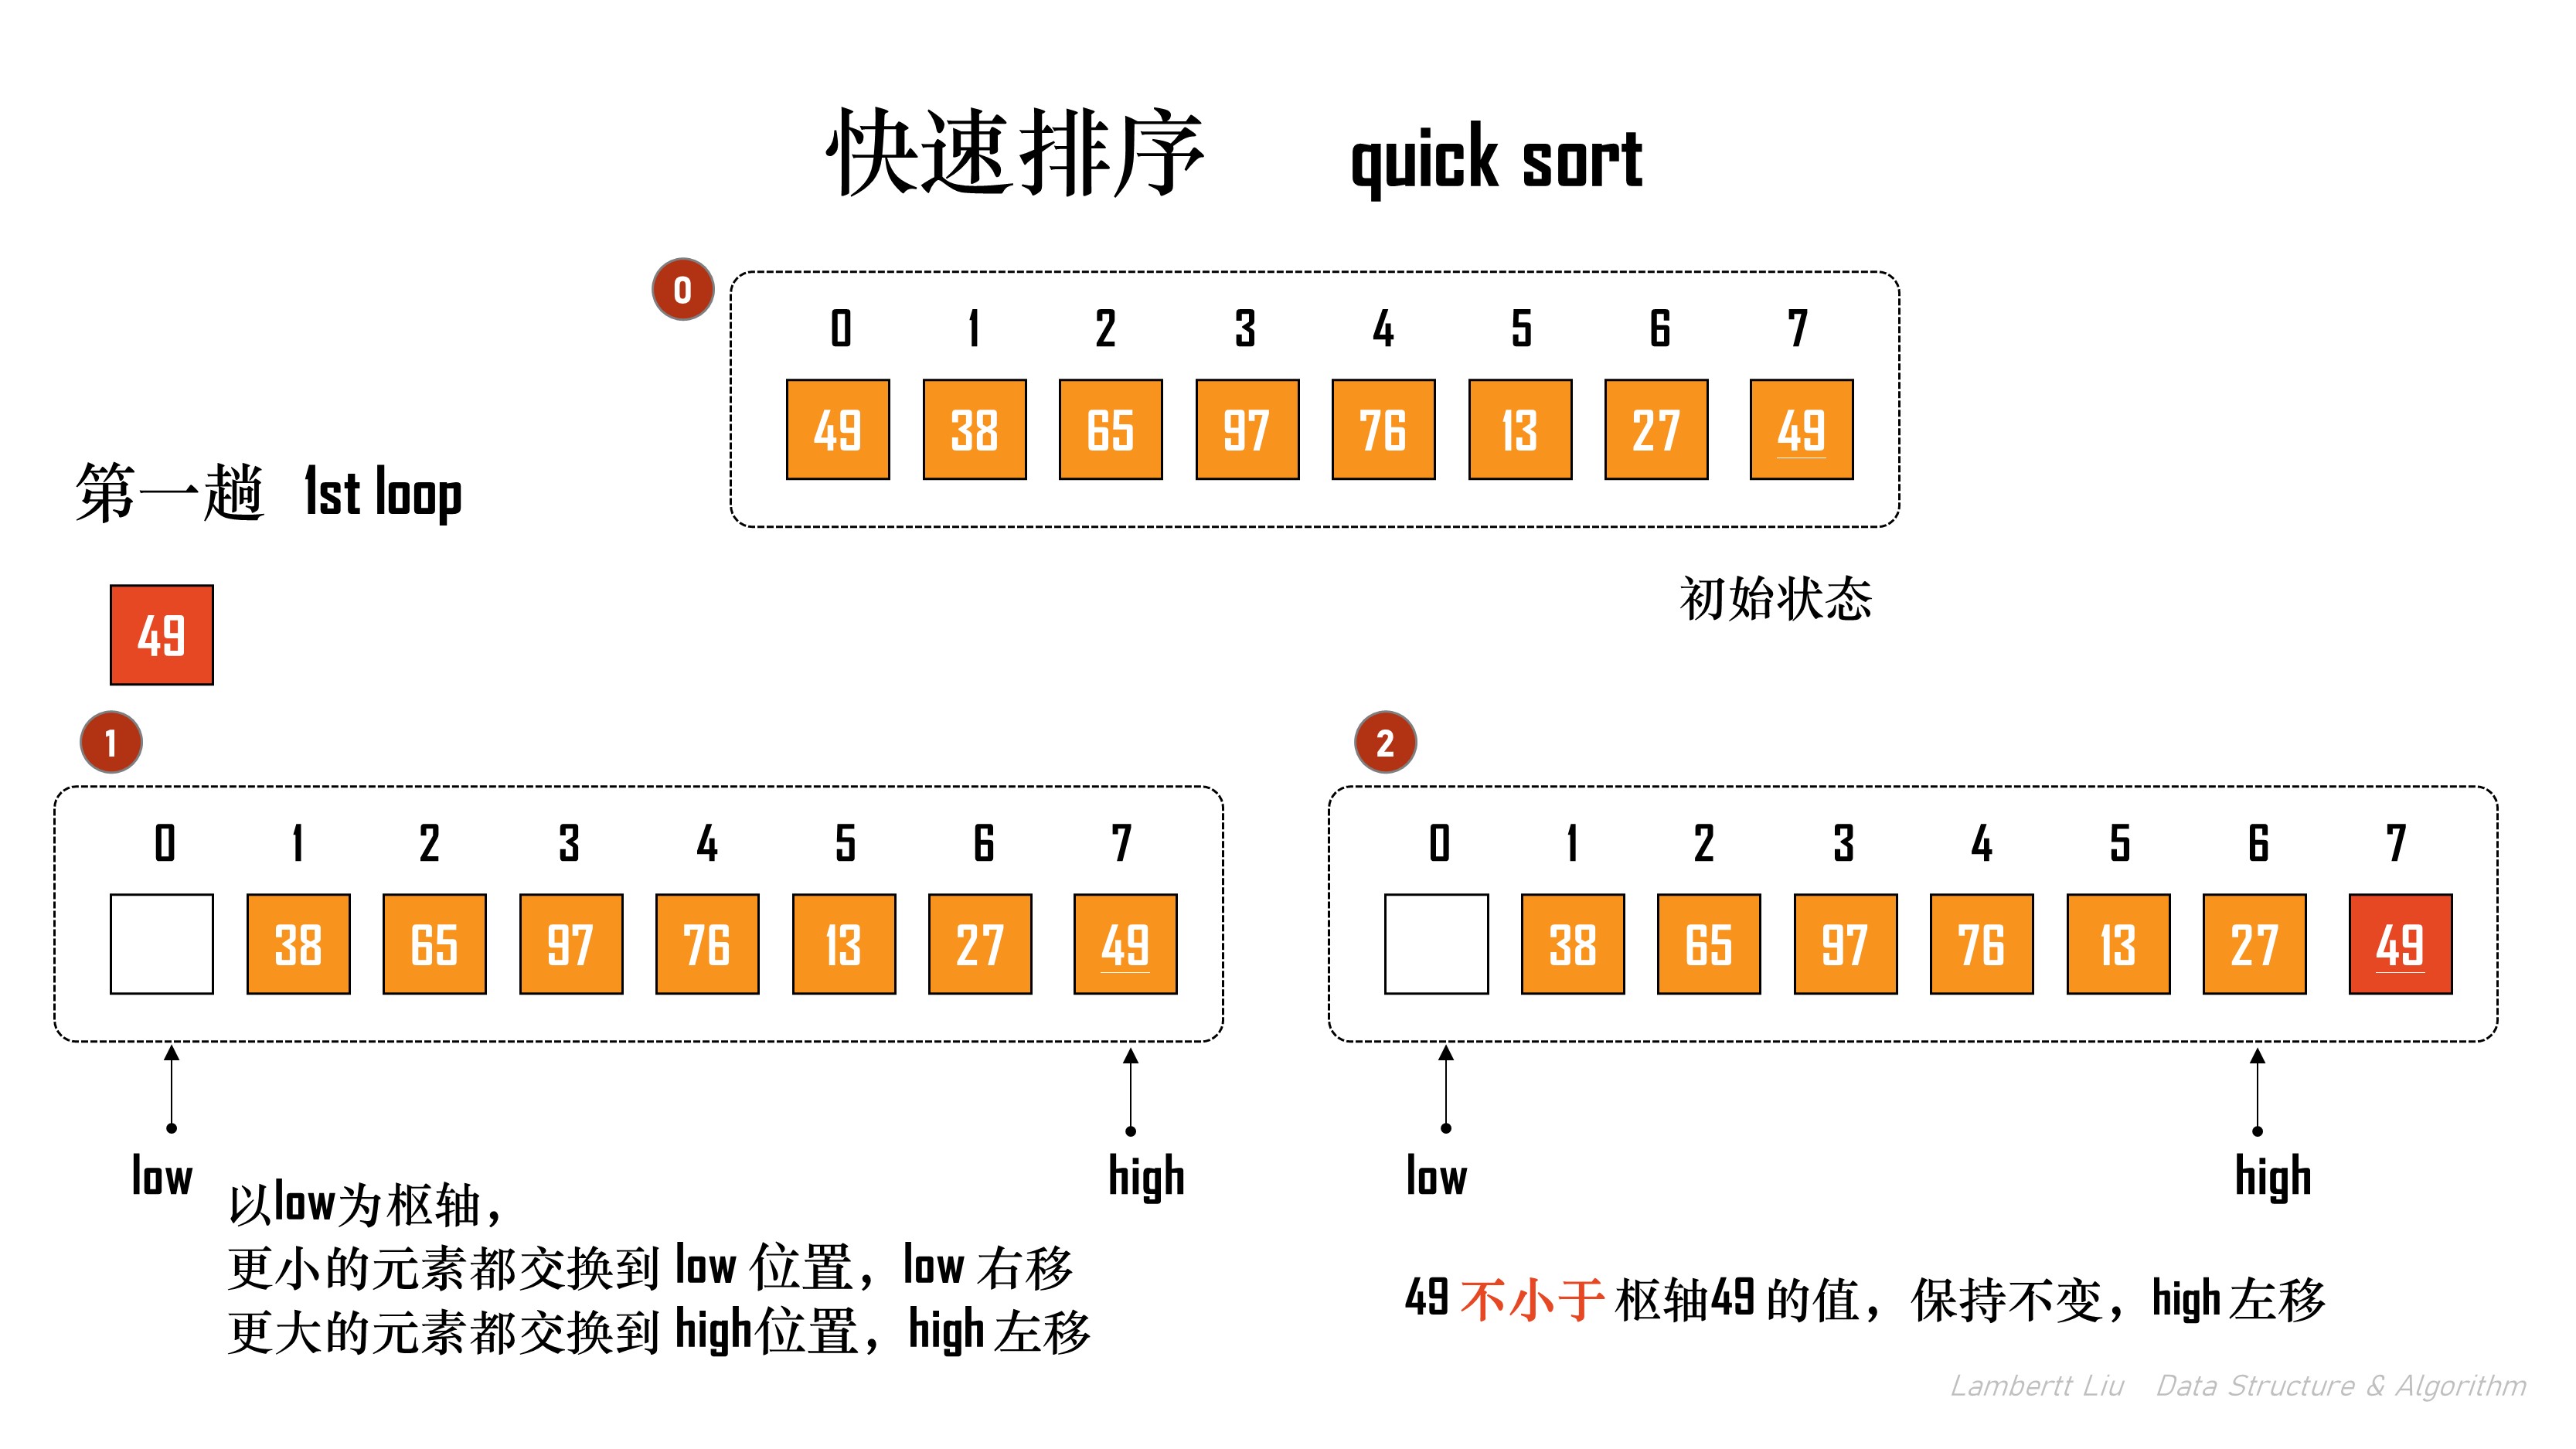 快速排序 quick sort
0
0 1 2 3 4 5 6 7
49 38 65 97 76 13 27 49
初始状态
第一趟 1st loop
49
1
0 1 2 3 4 5 6 7
38 65 97 76 13 27 49
low high
以low为枢轴，
更小的元素都交换到 low 位置，low 右移
更大的元素都交换到 high位置，high 左移
2
0 1 2 3 4 5 6 7
38 65 97 76 13 27 49
low high
49 不小于 枢轴49 的值，保持不变，high 左移
Lambertt Liu Data Structure & Algorithm